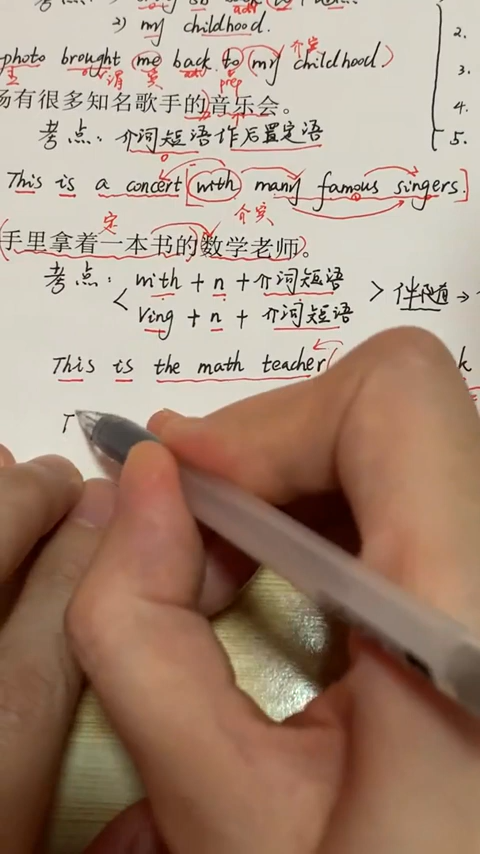 考点:
2) my childhood.
photo brought me back to (my childhood)
主 谓 宾 adv prep 介宾
场有很多知名歌手的音乐会。
考点: 介词短语作后置定语
This is a concert [with many famous singers.]
定 介宾
手里拿着一本书的数学老师。
考点: with + n + 介词短语
Ving + n + 介词短语
> 伴随 →
This is the math teacher(
k
T
2.
3.
4.
5.